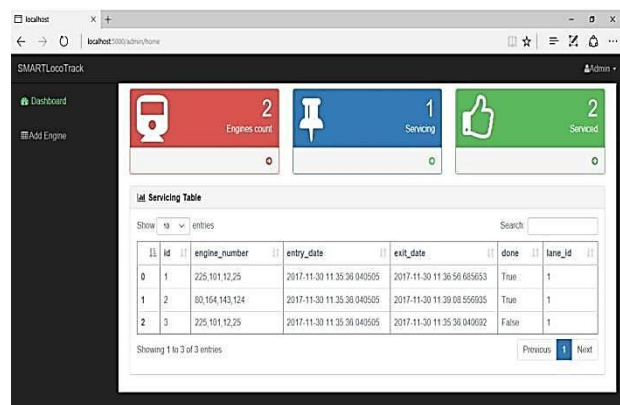 localhost
localhost:5000/admin/home
SMARTLocoTrack
Admin
Dashboard
Add Engine
2
Engines count
1
Servicing
2
Serviced
Servicing Table
Show 10 entries
Search:
id engine_number entry_date exit_date done lane_id
0 1 225,101,12,25 2017-11-30 11:35:36.040505 2017-11-30 11:36:56.685653 True 1
1 2 80,164,143,124 2017-11-30 11:35:36.040505 2017-11-30 11:39:08.556935 True 1
2 3 225,101,12,25 2017-11-30 11:35:36.040505 2017-11-30 11:35:36.040692 False 1
Showing 1 to 3 of 3 entries
Previous 1 Next